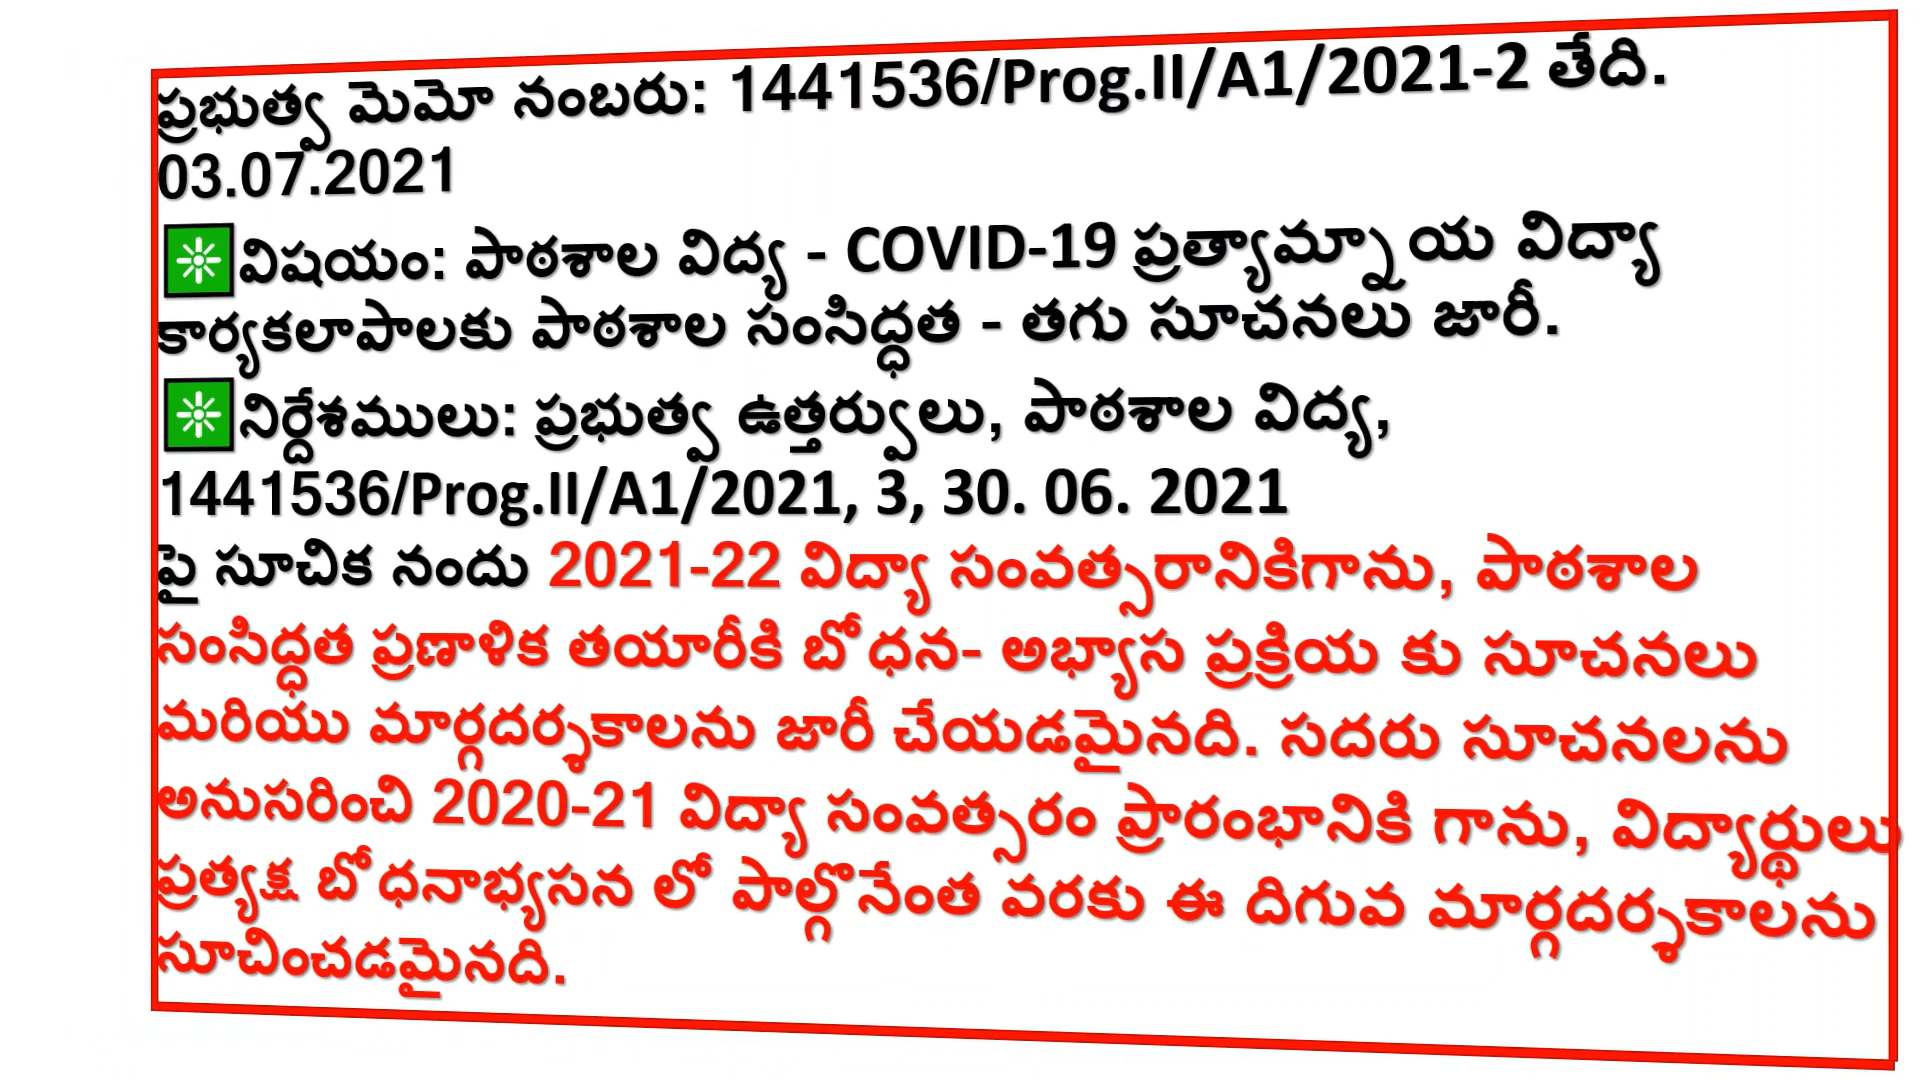 ప్రభుత్వ మెమో నంబరు: 1441536/Prog.II/A1/2021-2 తేది.
03.07.2021
విషయం: పాఠశాల విద్య - COVID-19 ప్రత్యామ్నాయ విద్యా
కార్యకలాపాలకు పాఠశాల సంసిద్ధత - తగు సూచనలు జారీ.
నిర్దేశములు: ప్రభుత్వ ఉత్తర్వులు, పాఠశాల విద్య,
1441536/Prog.II/A1/2021, 3, 30. 06. 2021
పై సూచిక నందు 2021-22 విద్యా సంవత్సరానికిగాను, పాఠశాల
సంసిద్ధత ప్రణాళిక తయారీకి బోధన- అభ్యాస ప్రక్రియ కు సూచనలు
మరియు మార్గదర్శకాలను జారీ చేయడమైనది. సదరు సూచనలను
అనుసరించి 2020-21 విద్యా సంవత్సరం ప్రారంభానికి గాను, విద్యార్థులు
ప్రత్యక్ష బోధనాభ్యసన లో పాల్గొనేంత వరకు ఈ దిగువ మార్గదర్శకాలను
సూచించడమైనది.